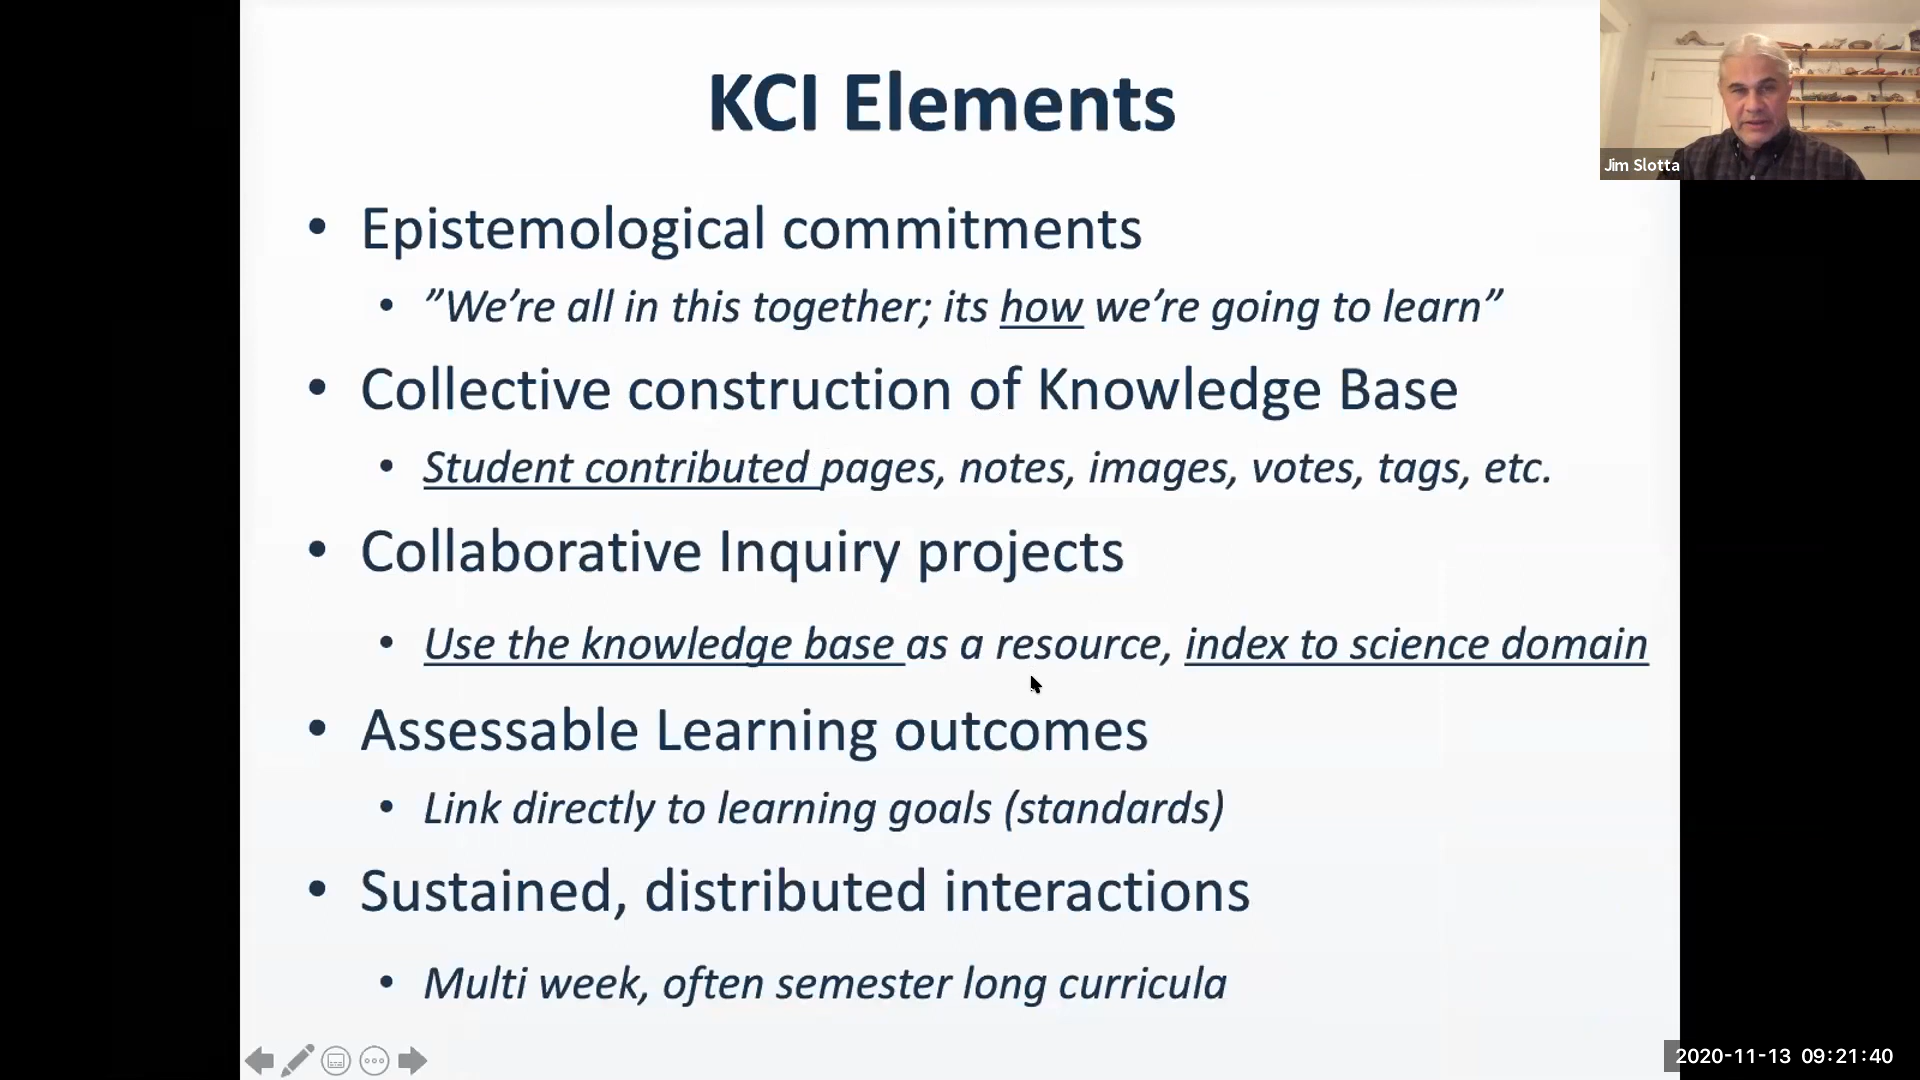 KCI Elements
Jim Slotta
• Epistemological commitments
• ”We’re all in this together; its how we’re going to learn”
• Collective construction of Knowledge Base
• Student contributed pages, notes, images, votes, tags, etc.
• Collaborative Inquiry projects
• Use the knowledge base as a resource, index to science domain
• Assessable Learning outcomes
• Link directly to learning goals (standards)
• Sustained, distributed interactions
• Multi week, often semester long curricula
2020-11-13 09:21:40